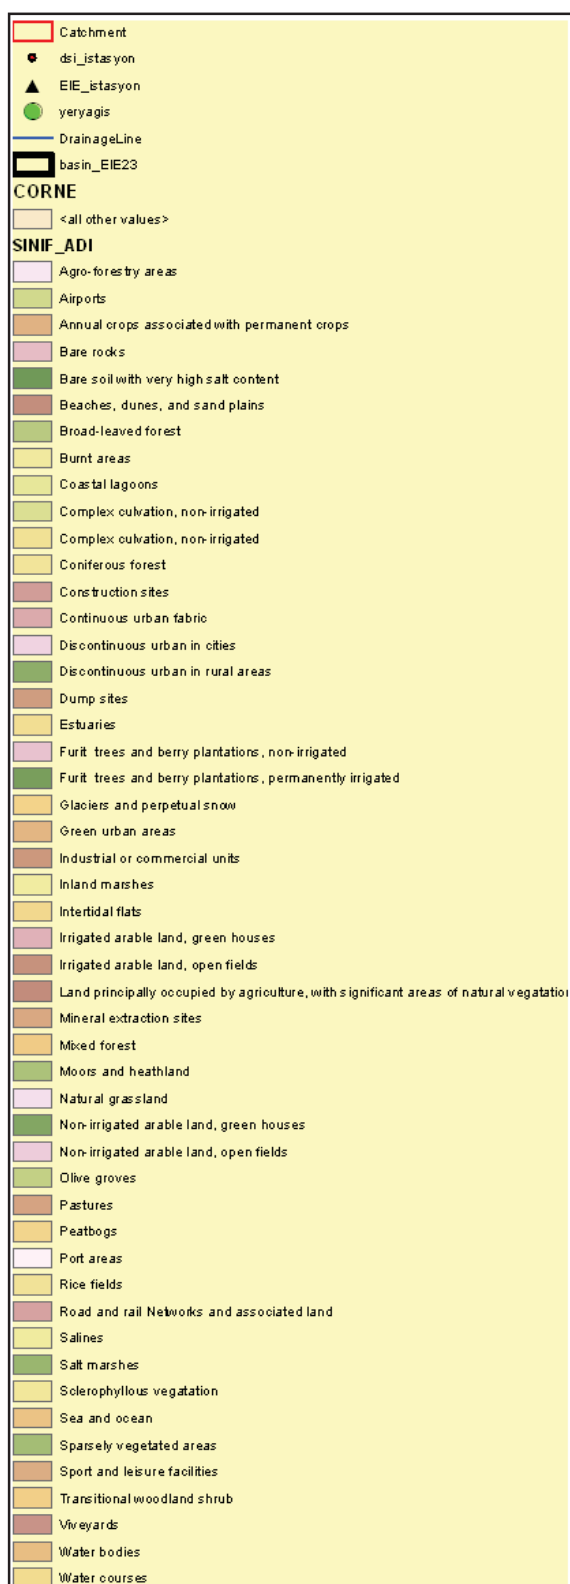 Catchment
dsi_istasyon
EIE_istasyon
yeryagis
DrainageLine
basin_EIE23
CORNE
<all other values>
SINIF_ADI
Agro-forestry areas
Airports
Annual crops associated with permanent crops
Bare rocks
Bare soil with very high salt content
Beaches, dunes, and sand plains
Broad-leaved forest
Burnt areas
Coastal lagoons
Complex culvation, non-irrigated
Complex culvation, non-irrigated
Coniferous forest
Construction sites
Continuous urban fabric
Discontinuous urban in cities
Discontinuous urban in rural areas
Dump sites
Estuaries
Furit trees and berry plantations, non-irrigated
Furit trees and berry plantations, permanently irrigated
Glaciers and perpetual snow
Green urban areas
Industrial or commercial units
Inland marshes
Intertidal flats
Irrigated arable land, green houses
Irrigated arable land, open fields
Land principally occupied by agriculture, with significant areas of natural vegatation
Mineral extraction sites
Mixed forest
Moors and heathland
Natural grassland
Non-irrigated arable land, green houses
Non-irrigated arable land, open fields
Olive groves
Pastures
Peatbogs
Port areas
Rice fields
Road and rail Networks and associated land
Salines
Salt marshes
Sclerophyllous vegatation
Sea and ocean
Sparsely vegetated areas
Sport and leisure facilities
Transitional woodland shrub
Viveyards
Water bodies
Water courses